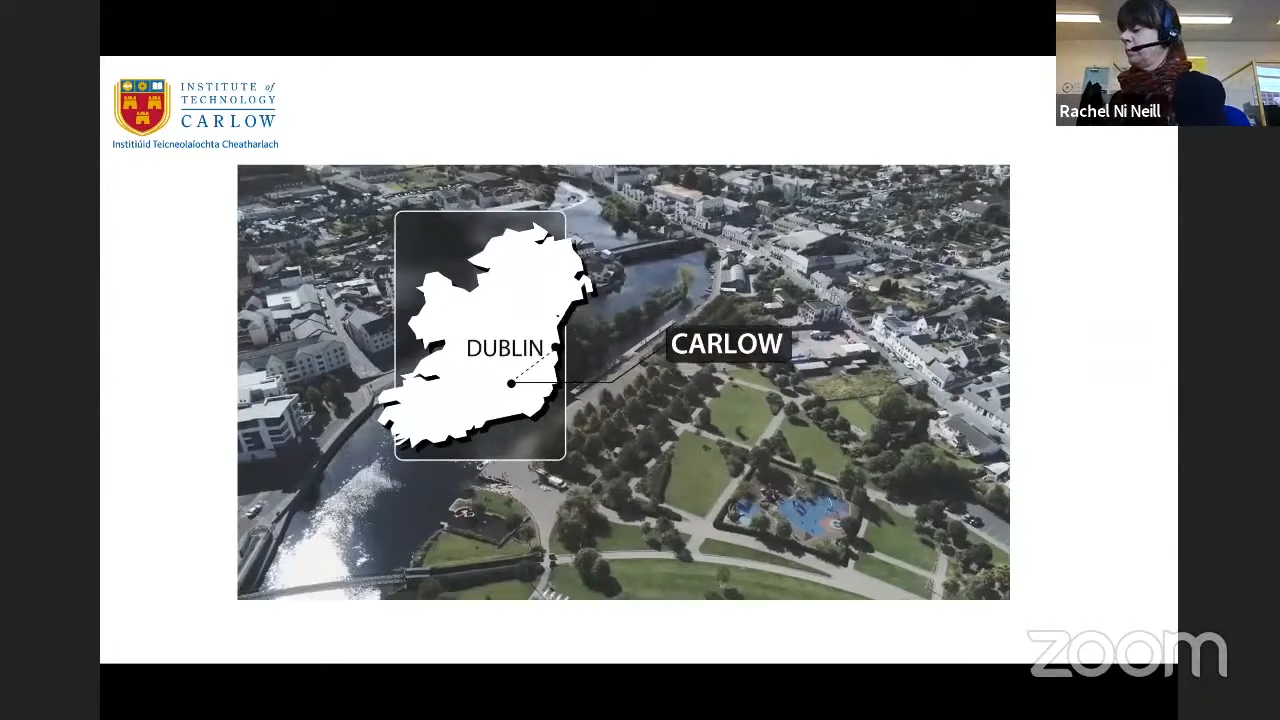 INSTITUTE of
TECHNOLOGY
CARLOW
Institiúid Teicneolaíochta Cheatharlach
Rachel Ni Neill
DUBLIN
CARLOW
zoom